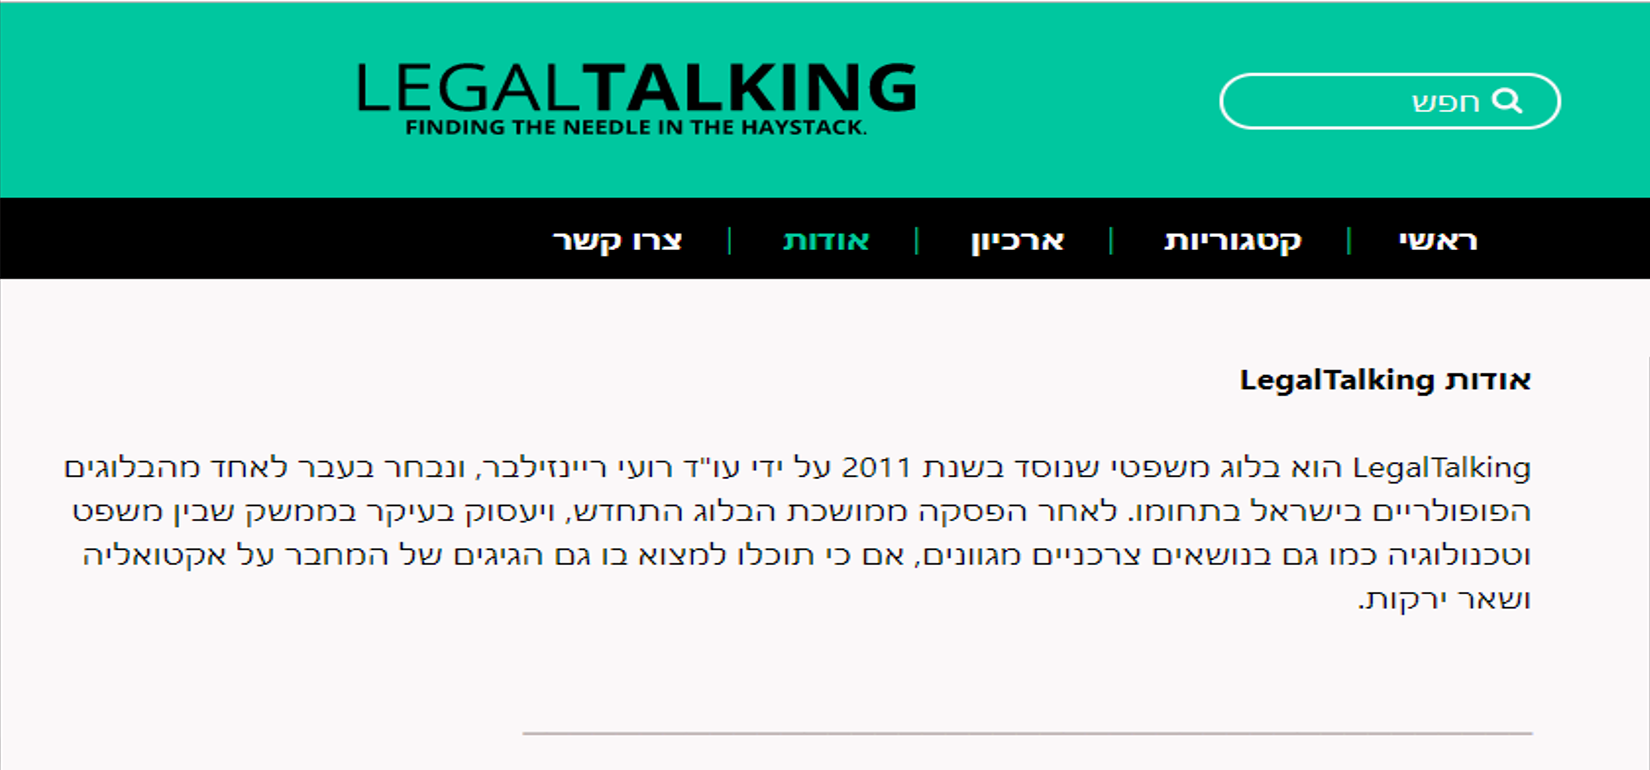 LEGALTALKING
FINDING THE NEEDLE IN THE HAYSTACK.
חפש
ראשי | קטגוריות | ארכיון | אודות | צרו קשר
אודות LegalTalking
LegalTalking הוא בלוג משפטי שנוסד בשנת 2011 על ידי עו"ד רועי ריינזילבר, ונבחר בעבר לאחד מהבלוגים
הפופולריים בישראל בתחומו. לאחר הפסקה ממושכת הבלוג התחדש, ויעסוק בעיקר בממשק שבין משפט
וטכנולוגיה כמו גם בנושאים צרכניים מגוונים, אם כי תוכלו למצוא בו גם הגיגים של המחבר על אקטואליה
ושאר ירקות.